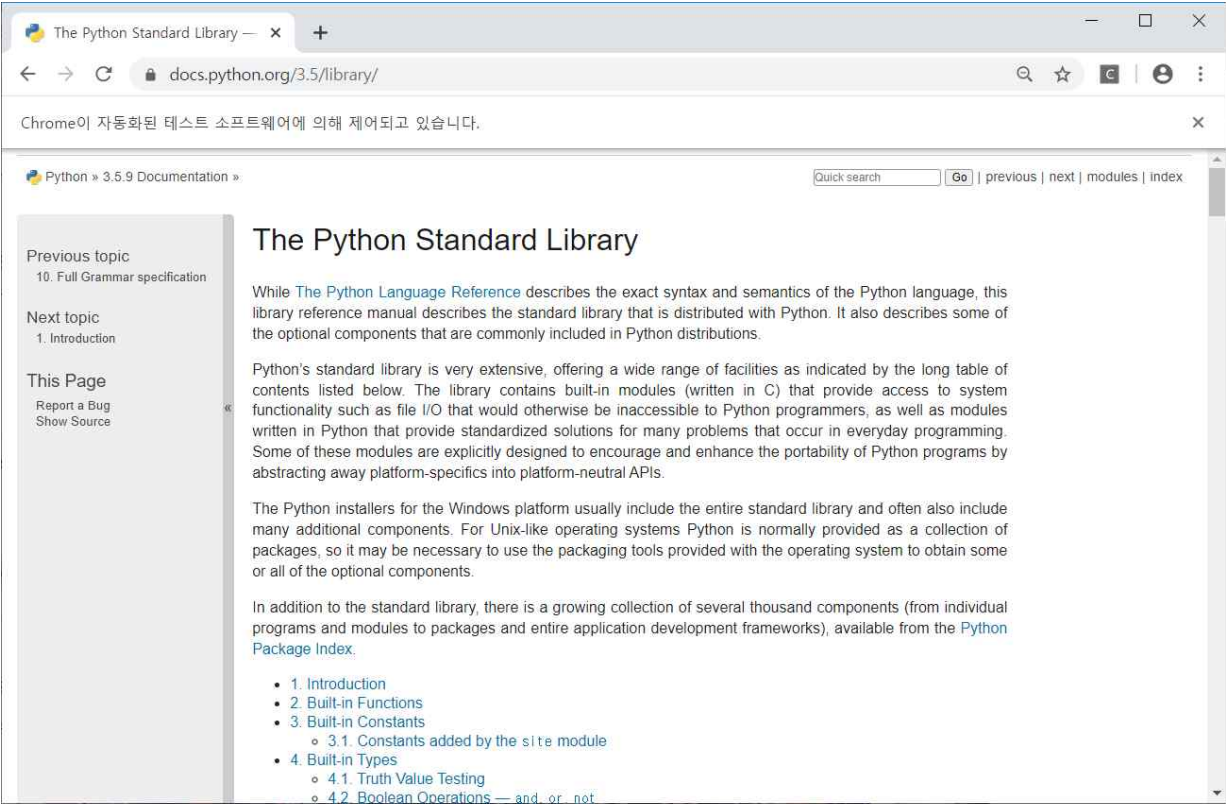 The Python Standard Library —
docs.python.org/3.5/library/
C
Chrome이 자동화된 테스트 소프트웨어에 의해 제어되고 있습니다.
Python » 3.5.9 Documentation »
Quick search Go | previous | next | modules | index
Previous topic
10. Full Grammar specification
Next topic
1. Introduction
This Page
Report a Bug
Show Source
«
The Python Standard Library
While The Python Language Reference describes the exact syntax and semantics of the Python language, this
library reference manual describes the standard library that is distributed with Python. It also describes some of
the optional components that are commonly included in Python distributions.
Python’s standard library is very extensive, offering a wide range of facilities as indicated by the long table of
contents listed below. The library contains built-in modules (written in C) that provide access to system
functionality such as file I/O that would otherwise be inaccessible to Python programmers, as well as modules
written in Python that provide standardized solutions for many problems that occur in everyday programming.
Some of these modules are explicitly designed to encourage and enhance the portability of Python programs by
abstracting away platform-specifics into platform-neutral APIs.
The Python installers for the Windows platform usually include the entire standard library and often also include
many additional components. For Unix-like operating systems Python is normally provided as a collection of
packages, so it may be necessary to use the packaging tools provided with the operating system to obtain some
or all of the optional components.
In addition to the standard library, there is a growing collection of several thousand components (from individual
programs and modules to packages and entire application development frameworks), available from the Python
Package Index.
• 1. Introduction
• 2. Built-in Functions
• 3. Built-in Constants
◦ 3.1. Constants added by the site module
• 4. Built-in Types
◦ 4.1. Truth Value Testing
◦ 4.2. Boolean Operations — and, or, not